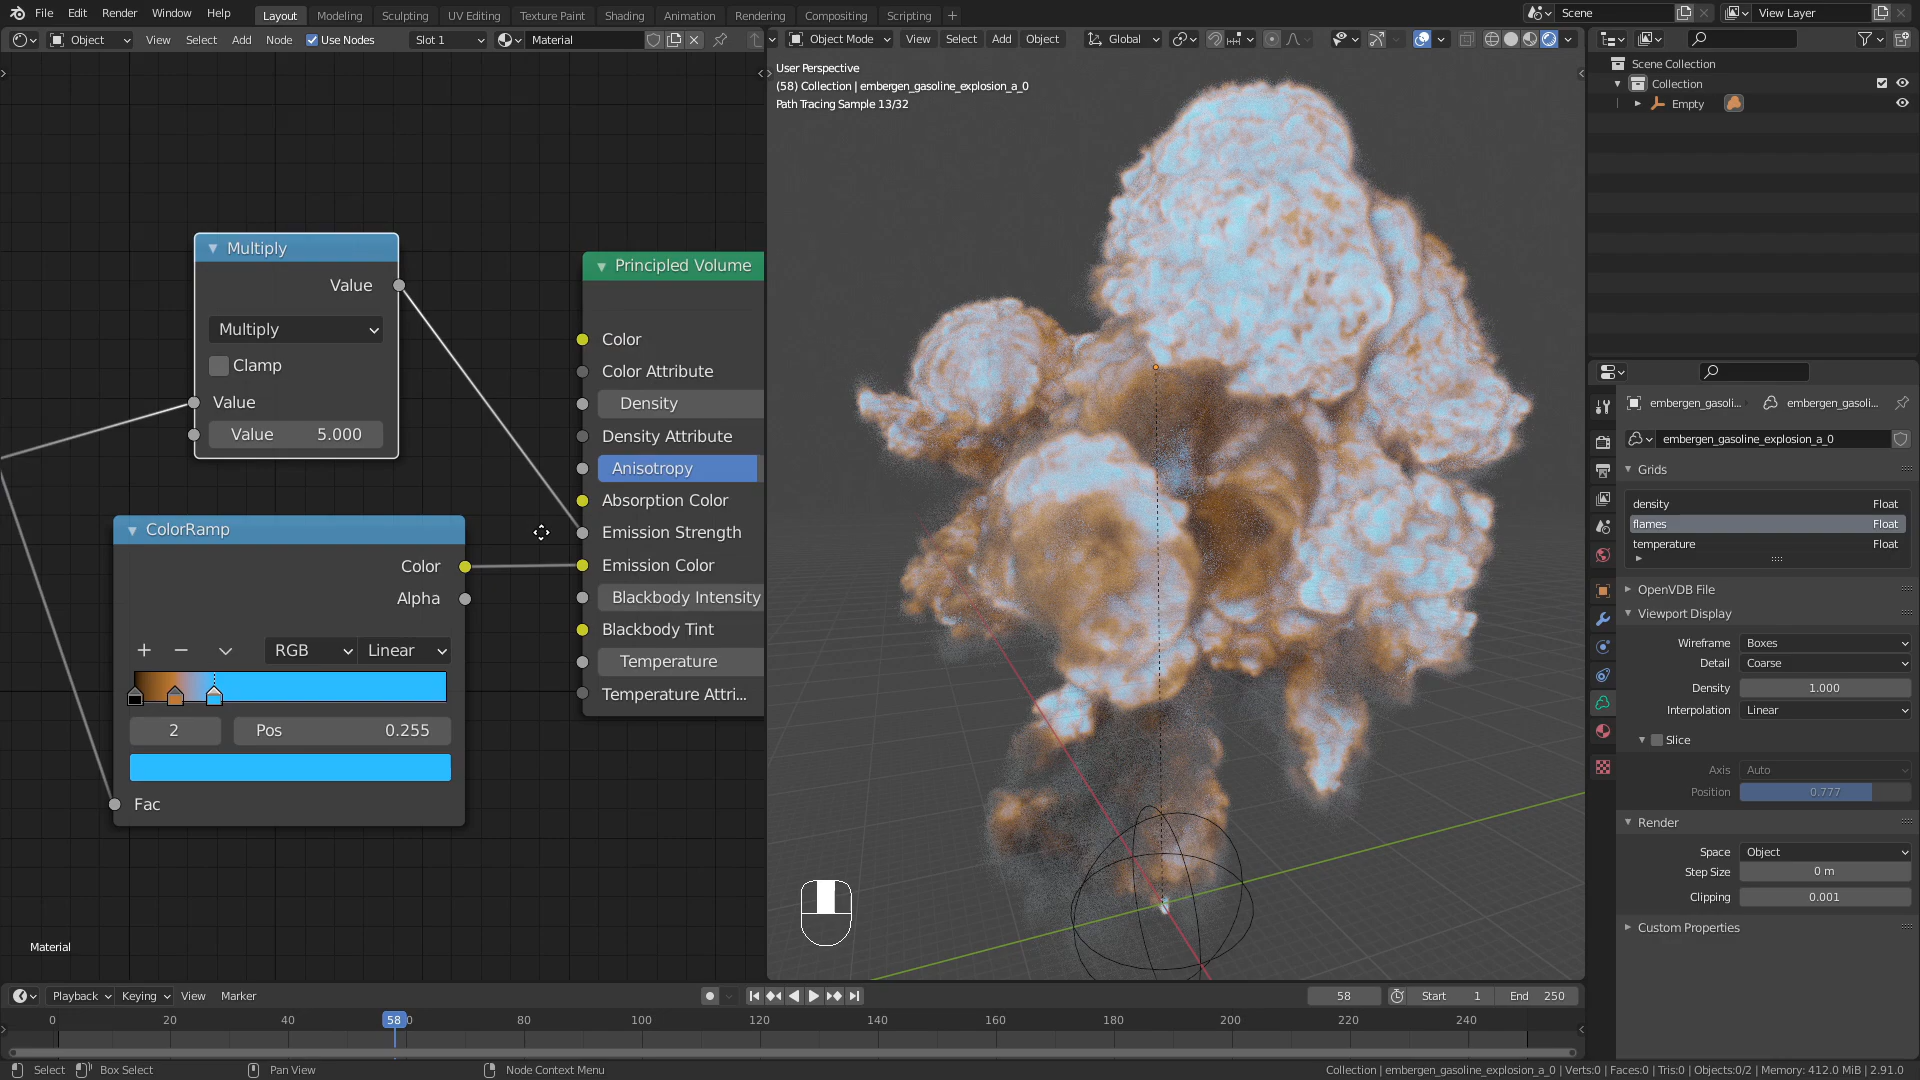 File Edit Render Window Help Layout Modeling Sculpting UV Editing Texture Paint Shading Animation Rendering Compositing Scripting + Scene View Layer
Object View Select Add Node Use Nodes Slot 1 Material
Object Mode View Select Add Object Global
User Perspective
(58) Collection | embergen_gasoline_explosion_a_0
Path Tracing Sample 13/32
Multiply
Value
Multiply
Clamp
Value
Value 5.000
ColorRamp
Color
Alpha
+ − RGB Linear
2 Pos 0.255
Fac
Principled Volume
Color
Color Attribute
Density
Density Attribute
Anisotropy
Absorption Color
Emission Strength
Emission Color
Blackbody Intensity
Blackbody Tint
Temperature
Temperature Attri...
Material
Scene Collection
Collection
Empty
embergen_gasoli... embergen_gasoli...
embergen_gasoline_explosion_a_0
Grids
density Float
flames Float
temperature Float
OpenVDB File
Viewport Display
Wireframe Boxes
Detail Coarse
Density 1.000
Interpolation Linear
Slice
Axis Auto
Position 0.777
Render
Space Object
Step Size 0 m
Clipping 0.001
Custom Properties
Playback Keying View Marker 58 Start 1 End 250
0 20 40 58 80 100 120 140 160 180 200 220 240
Select Box Select Pan View Node Context Menu Collection | embergen_gasoline_explosion_a_0 | Verts:0 | Faces:0 | Tris:0 | Objects:0/2 | Memory: 412.0 MiB | 2.91.0